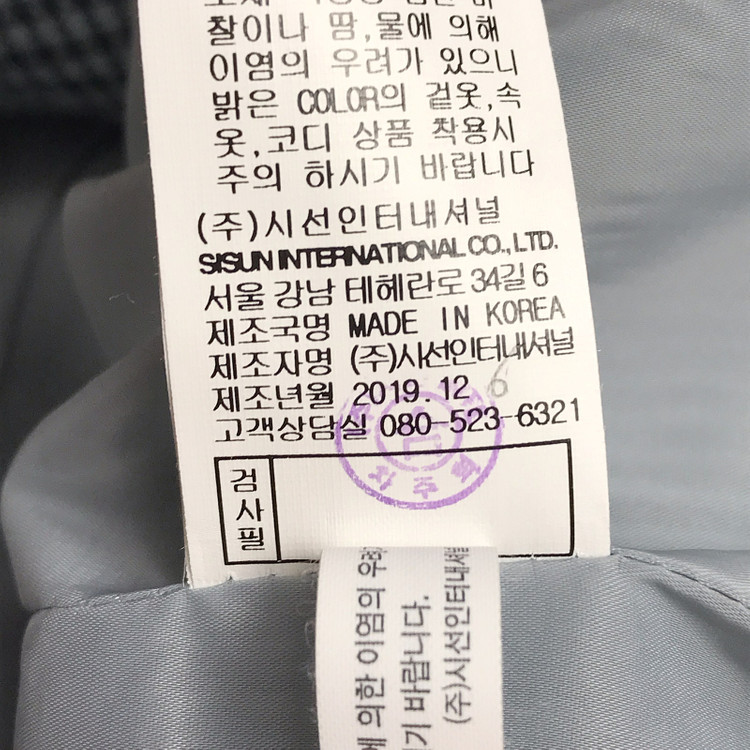 찰이나 땀,물에 의해
이염의 우려가 있으니
밝은 COLOR의 겉옷,속
옷,코디 상품 착용시
주의 하시기 바랍니다
(주)시선인터내셔널
SISUN INTERNATIONAL CO., LTD.
서울 강남 테헤란로 34길 6
제조국명 MADE IN KOREA
제조자명 (주)시선인터내셔널
제조년월 2019.12 6
고객상담실 080-523-6321
검사필
에 의한 이염의 우려
기 바랍니다.
(주)시선인터내셔널